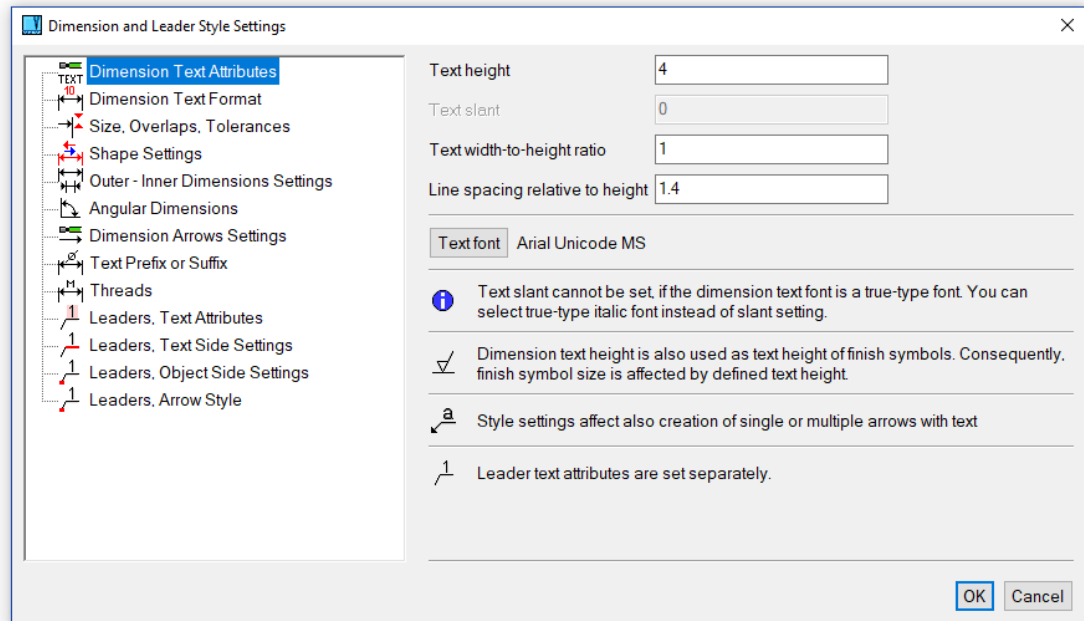 Dimension and Leader Style Settings
TEXT
Dimension Text Attributes
10
Dimension Text Format
Size, Overlaps, Tolerances
Shape Settings
Outer - Inner Dimensions Settings
Angular Dimensions
Dimension Arrows Settings
Text Prefix or Suffix
M
Threads
1
Leaders, Text Attributes
1
Leaders, Text Side Settings
1
Leaders, Object Side Settings
1
Leaders, Arrow Style
Text height 4
Text slant 0
Text width-to-height ratio 1
Line spacing relative to height 1.4
Text font Arial Unicode MS
Text slant cannot be set, if the dimension text font is a true-type font. You can
select true-type italic font instead of slant setting.
Dimension text height is also used as text height of finish symbols. Consequently,
finish symbol size is affected by defined text height.
a
Style settings affect also creation of single or multiple arrows with text
1
Leader text attributes are set separately.
OK Cancel